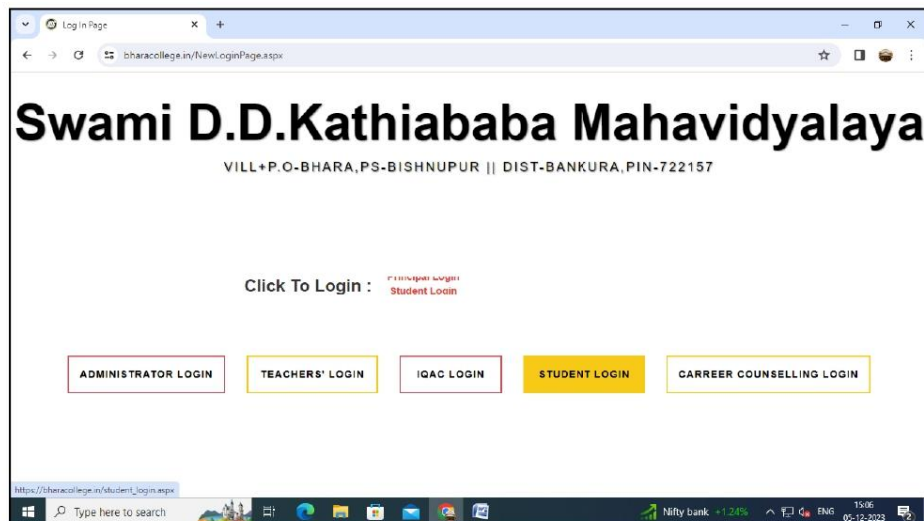 Log In Page
bharacollege.in/NewLoginPage.aspx
Swami D.D.Kathiababa Mahavidyalaya
VILL+P.O-BHARA,PS-BISHNUPUR || DIST-BANKURA,PIN-722157
Click To Login :
Principal Login
Student Login
ADMINISTRATOR LOGIN
TEACHERS' LOGIN
IQAC LOGIN
STUDENT LOGIN
CARREER COUNSELLING LOGIN
https://bharacollege.in/student_login.aspx
Type here to search
Nifty bank +1.24%
ENG
15:06
05-12-2023